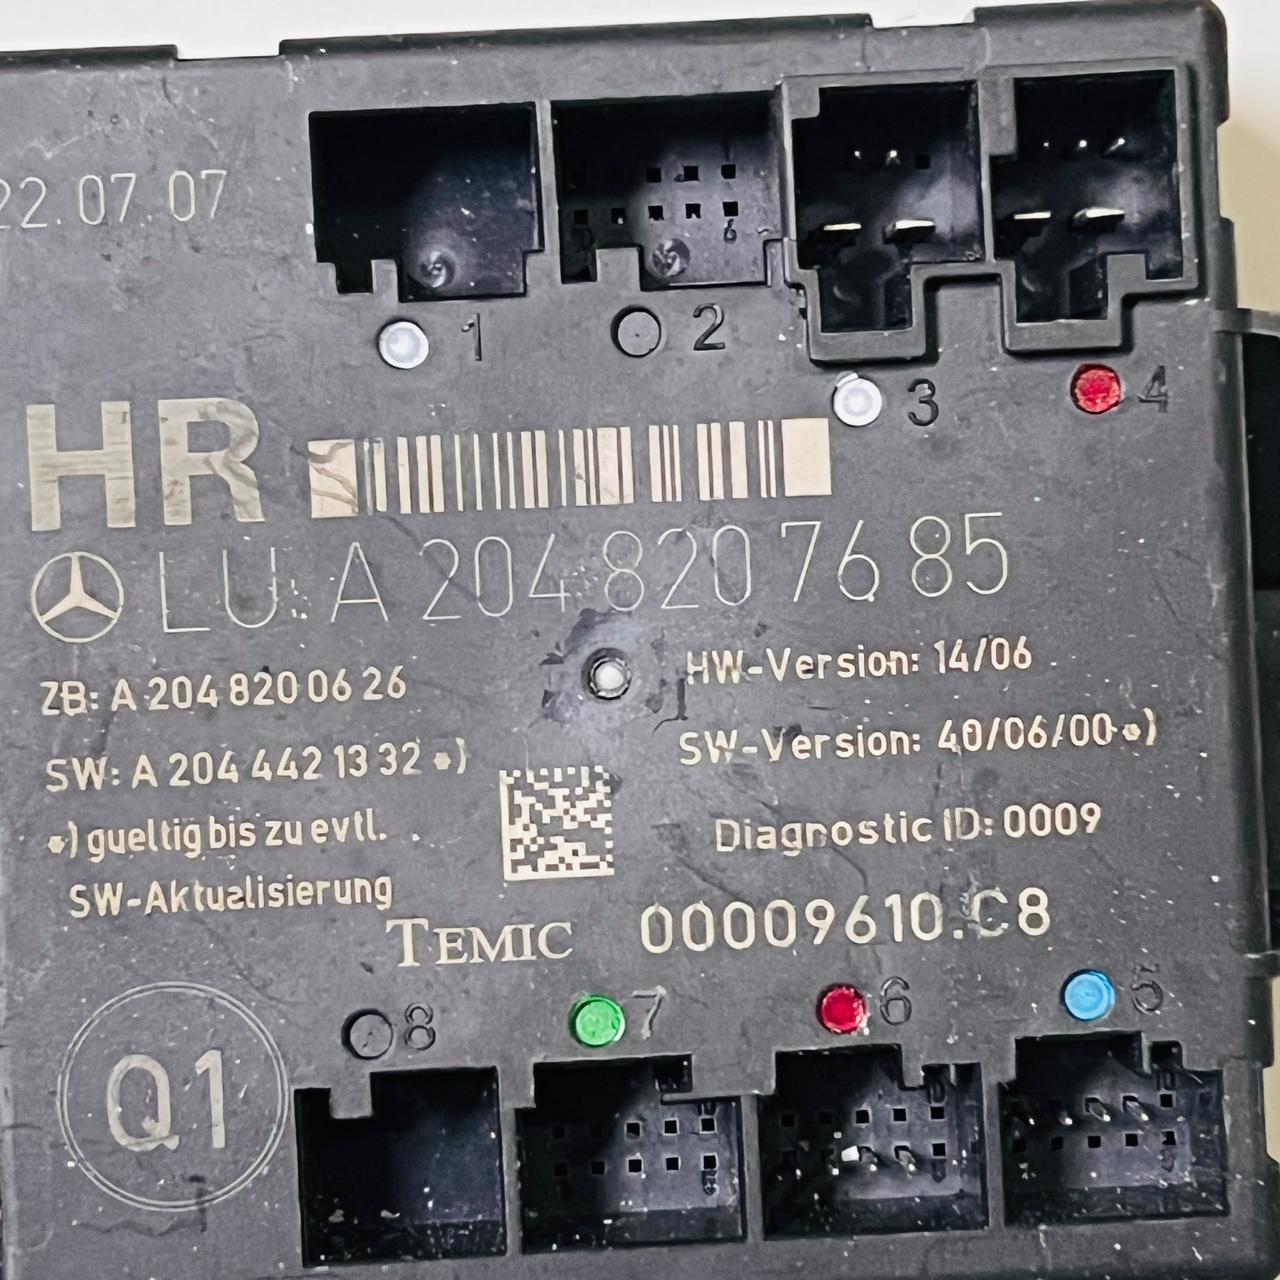 22.07.07
1
2
3
4
HR
LU: A 204 820 76 85
ZB: A 204 820 06 26
HW-Version: 14/06
SW: A 204 442 13 32 *)
SW-Version: 40/06/00 *)
*) gueltig bis zu evtl.
SW-Aktualisierung
Diagnostic ID: 0009
TEMIC 00009610.C8
8
7
6
5
Q1